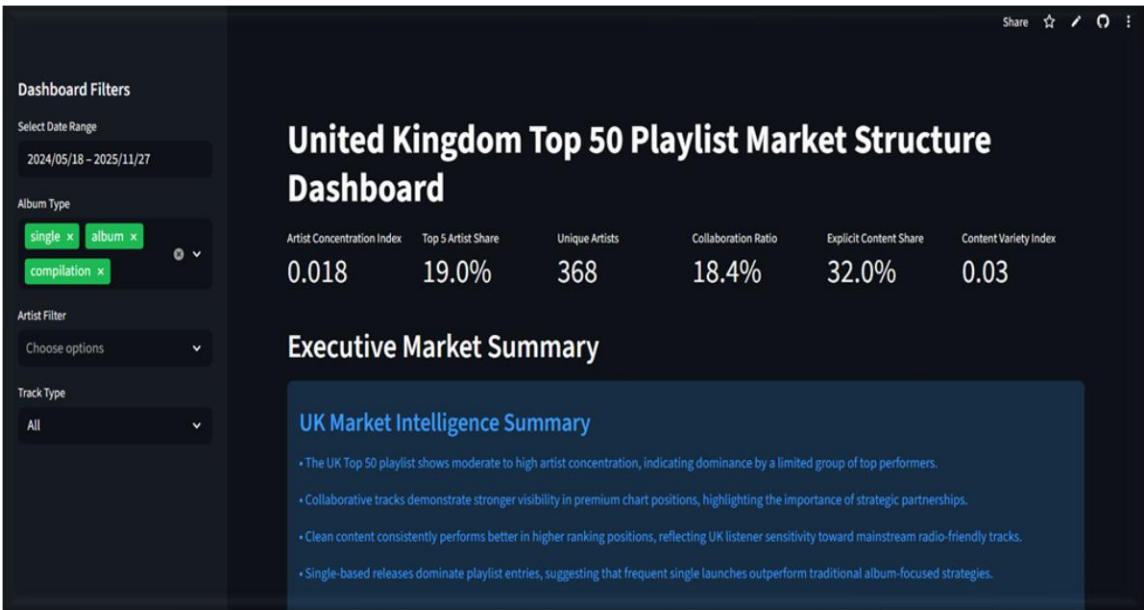 Share
Dashboard Filters
Select Date Range
2024/05/18 – 2025/11/27
Album Type
single × album ×
compilation ×
Artist Filter
Choose options
Track Type
All
United Kingdom Top 50 Playlist Market Structure
Dashboard
Artist Concentration Index Top 5 Artist Share Unique Artists Collaboration Ratio Explicit Content Share Content Variety Index
0.018 19.0% 368 18.4% 32.0% 0.03
Executive Market Summary
UK Market Intelligence Summary
• The UK Top 50 playlist shows moderate to high artist concentration, indicating dominance by a limited group of top performers.
• Collaborative tracks demonstrate stronger visibility in premium chart positions, highlighting the importance of strategic partnerships.
• Clean content consistently performs better in higher ranking positions, reflecting UK listener sensitivity toward mainstream radio-friendly tracks.
• Single-based releases dominate playlist entries, suggesting that frequent single launches outperform traditional album-focused strategies.